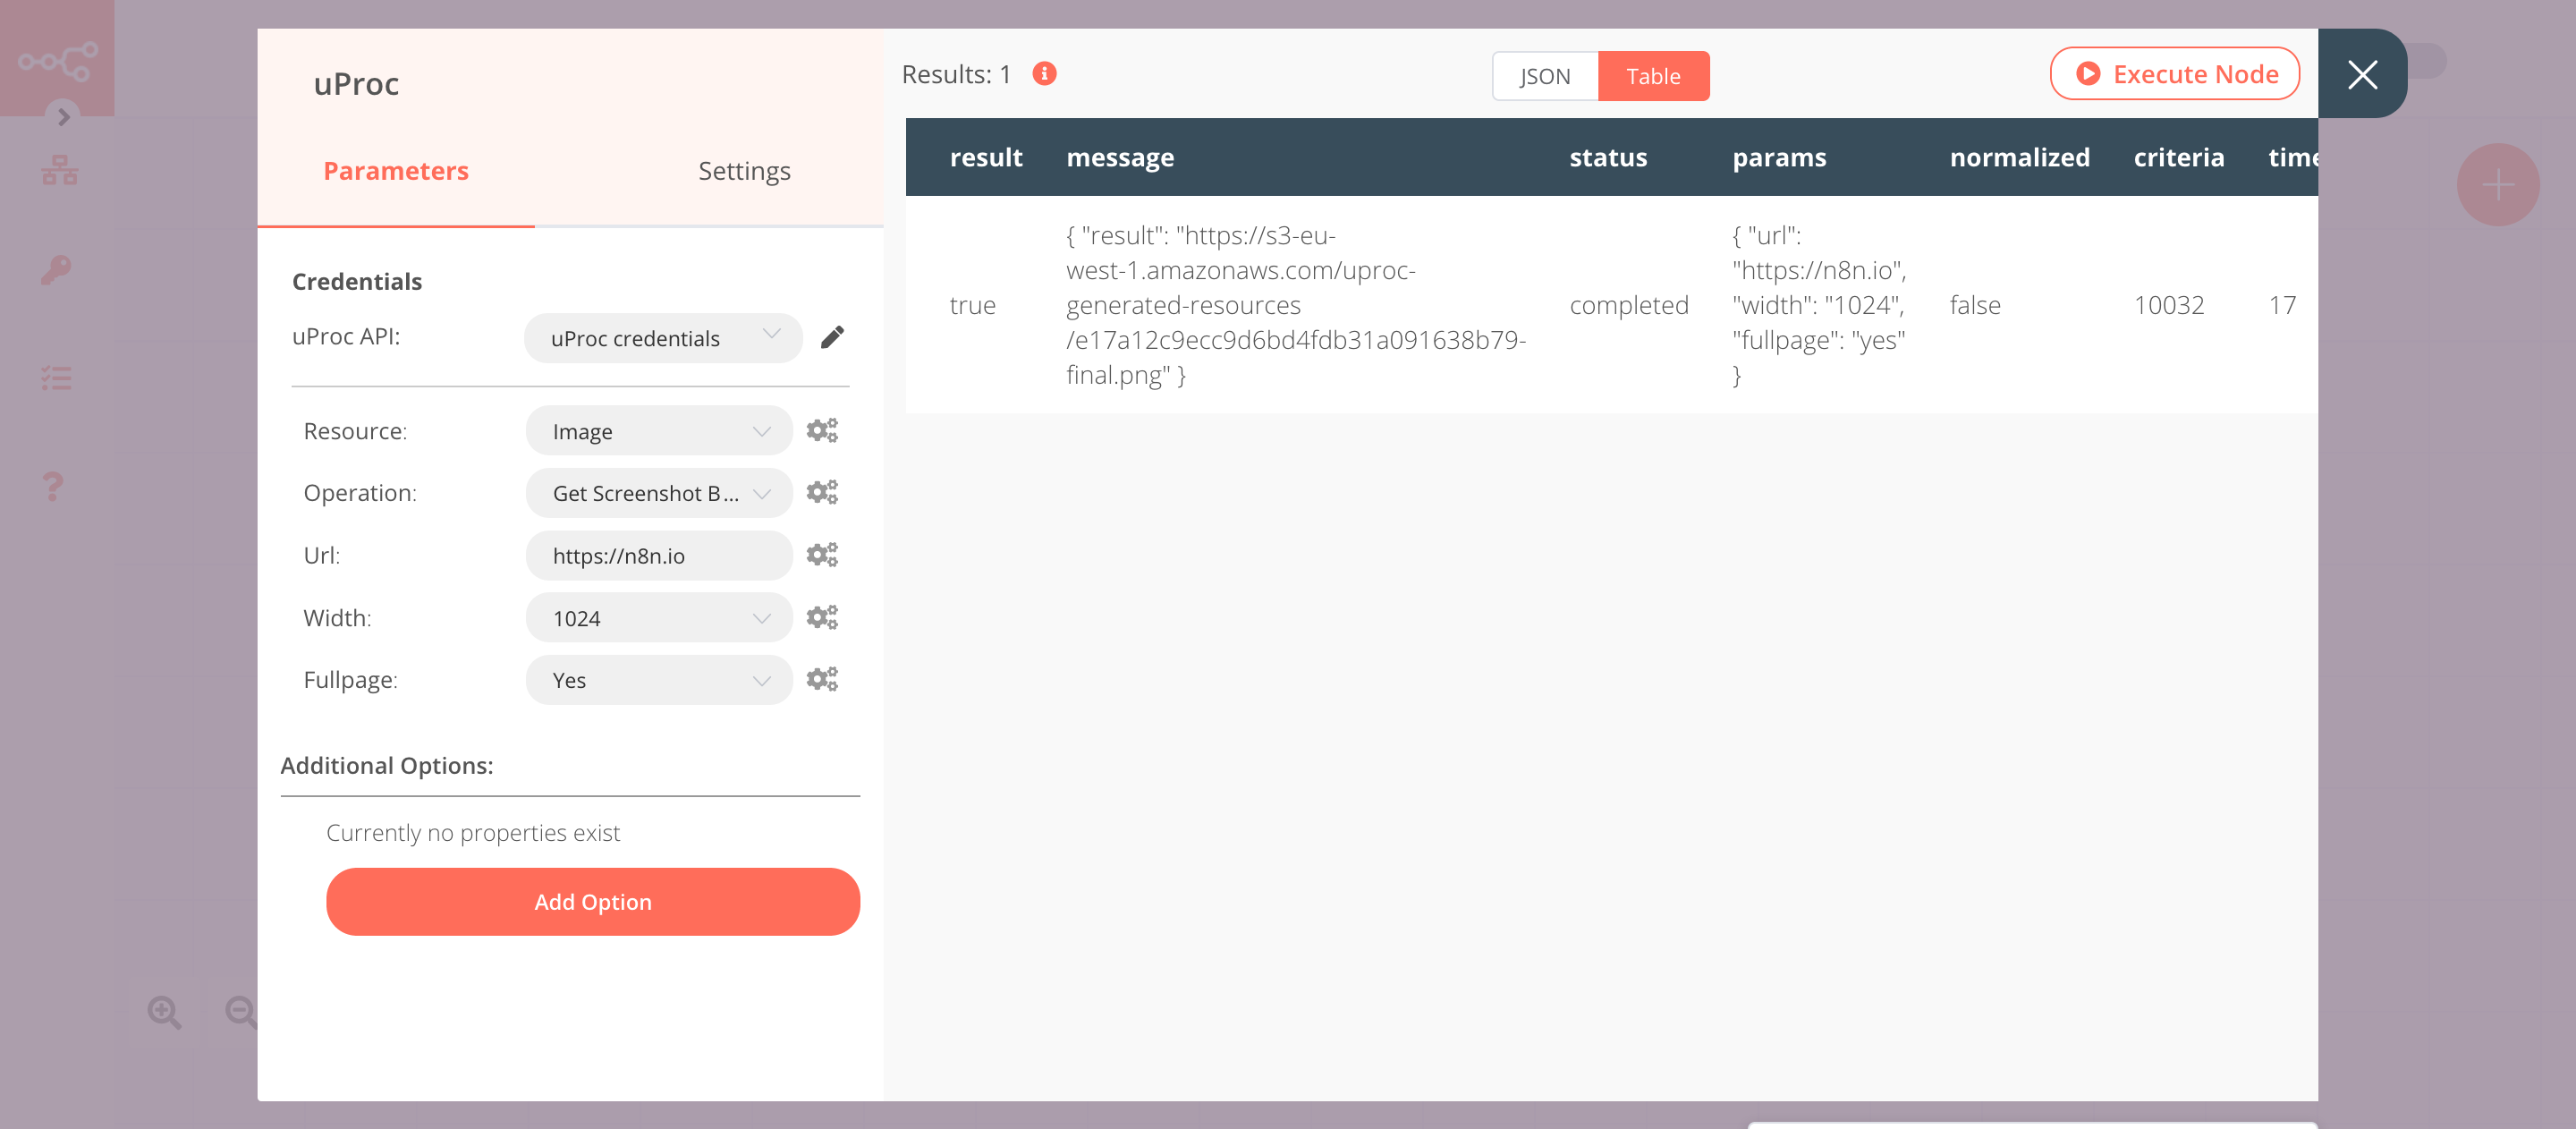 uProc
Parameters
Settings
Credentials
uProc API:
uProc credentials
Resource:
Image
Operation:
Get Screenshot B...
Url:
https://n8n.io
Width:
1024
Fullpage:
Yes
Additional Options:
Currently no properties exist
Add Option
Results: 1
JSON
Table
Execute Node
result message status params normalized criteria time
true
{ "result": "https://s3-eu-
west-1.amazonaws.com/uproc-
generated-resources
/e17a12c9ecc9d6bd4fdb31a091638b79-
final.png" }
completed
{ "url":
"https://n8n.io",
"width": "1024",
"fullpage": "yes"
}
false
10032
17